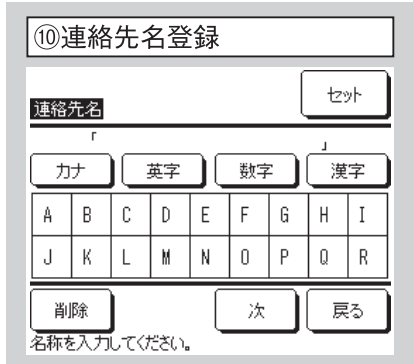 ⑩連絡先名登録
セット
連絡先名
「 」
カナ 英字 数字 漢字
A B C D E F G H I
J K L M N O P Q R
削除 次 戻る
名称を入力してください。